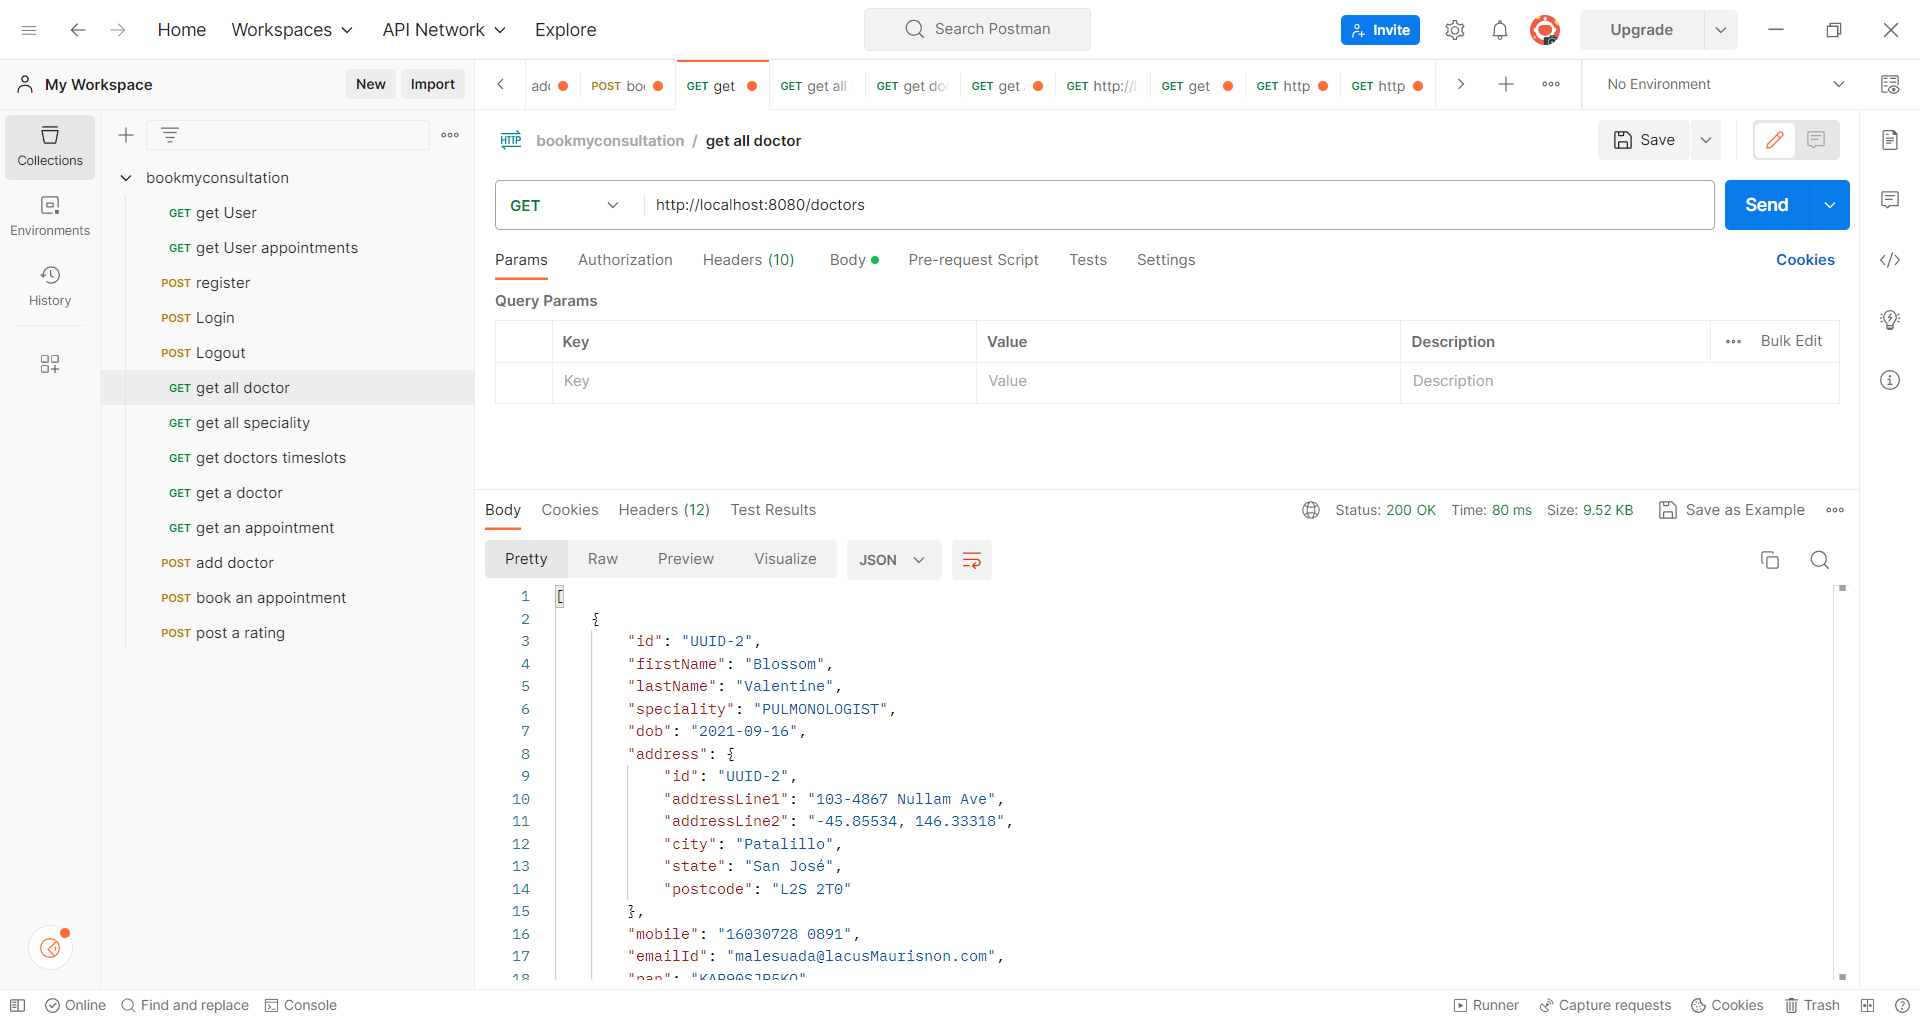 Home Workspaces API Network Explore Search Postman Invite Upgrade
My Workspace New Import
POST GET get GET get all GET get do GET get GET http:// GET get GET http GET http No Environment
Collections
Environments
History
bookmyconsultation
GET get User
GET get User appointments
POST register
POST Login
POST Logout
GET get all doctor
GET get all speciality
GET get doctors timeslots
GET get a doctor
GET get an appointment
POST add doctor
POST book an appointment
POST post a rating
HTTP bookmyconsultation / get all doctor Save
GET http://localhost:8080/doctors Send
Params Authorization Headers (10) Body Pre-request Script Tests Settings Cookies
Query Params
Key Value Description Bulk Edit
Key Value Description
Body Cookies Headers (12) Test Results Status: 200 OK Time: 80 ms Size: 9.52 KB Save as Example
Pretty Raw Preview Visualize JSON
1 [
2 {
3 "id": "UUID-2",
4 "firstName": "Blossom",
5 "lastName": "Valentine",
6 "speciality": "PULMONOLOGIST",
7 "dob": "2021-09-16",
8 "address": {
9 "id": "UUID-2",
10 "addressLine1": "103-4867 Nullam Ave",
11 "addressLine2": "-45.85534, 146.33318",
12 "city": "Patalillo",
13 "state": "San José",
14 "postcode": "L2S 2T0"
15 },
16 "mobile": "16030728 0891",
17 "emailId": "malesuada@lacusMaurisnon.com",
18 "pan":
Online Find and replace Console Runner Capture requests Cookies Trash